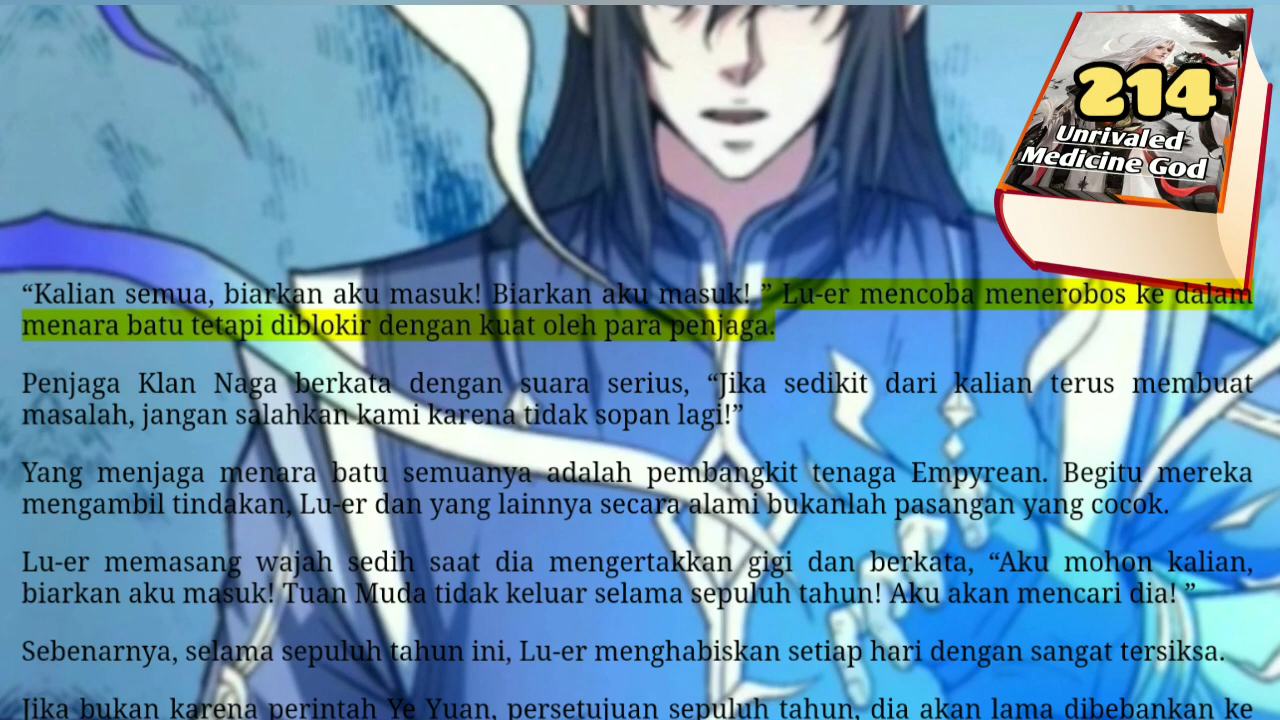 214
Unrivaled
Medicine God
“Kalian semua, biarkan aku masuk! Biarkan aku masuk! ” Lu-er mencoba menerobos ke dalam
menara batu tetapi diblokir dengan kuat oleh para penjaga.
Penjaga Klan Naga berkata dengan suara serius, “Jika sedikit dari kalian terus membuat
masalah, jangan salahkan kami karena tidak sopan lagi!”
Yang menjaga menara batu semuanya adalah pembangkit tenaga Empyrean. Begitu mereka
mengambil tindakan, Lu-er dan yang lainnya secara alami bukanlah pasangan yang cocok.
Lu-er memasang wajah sedih saat dia mengertakkan gigi dan berkata, “Aku mohon kalian,
biarkan aku masuk! Tuan Muda tidak keluar selama sepuluh tahun! Aku akan mencari dia! ”
Sebenarnya, selama sepuluh tahun ini, Lu-er menghabiskan setiap hari dengan sangat tersiksa.
Jika bukan karena perintah Ye Yuan, persetujuan sepuluh tahun, dia akan lama dibebankan ke